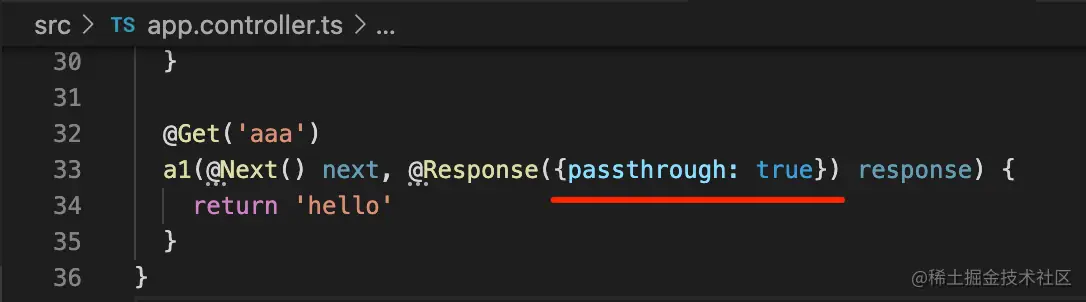 src > TS app.controller.ts > ...
30 }
31
32 @Get('aaa')
33 a1(@Next() next, @Response({passthrough: true}) response) {
34 return 'hello'
35 }
36 }
@稀土掘金技术社区